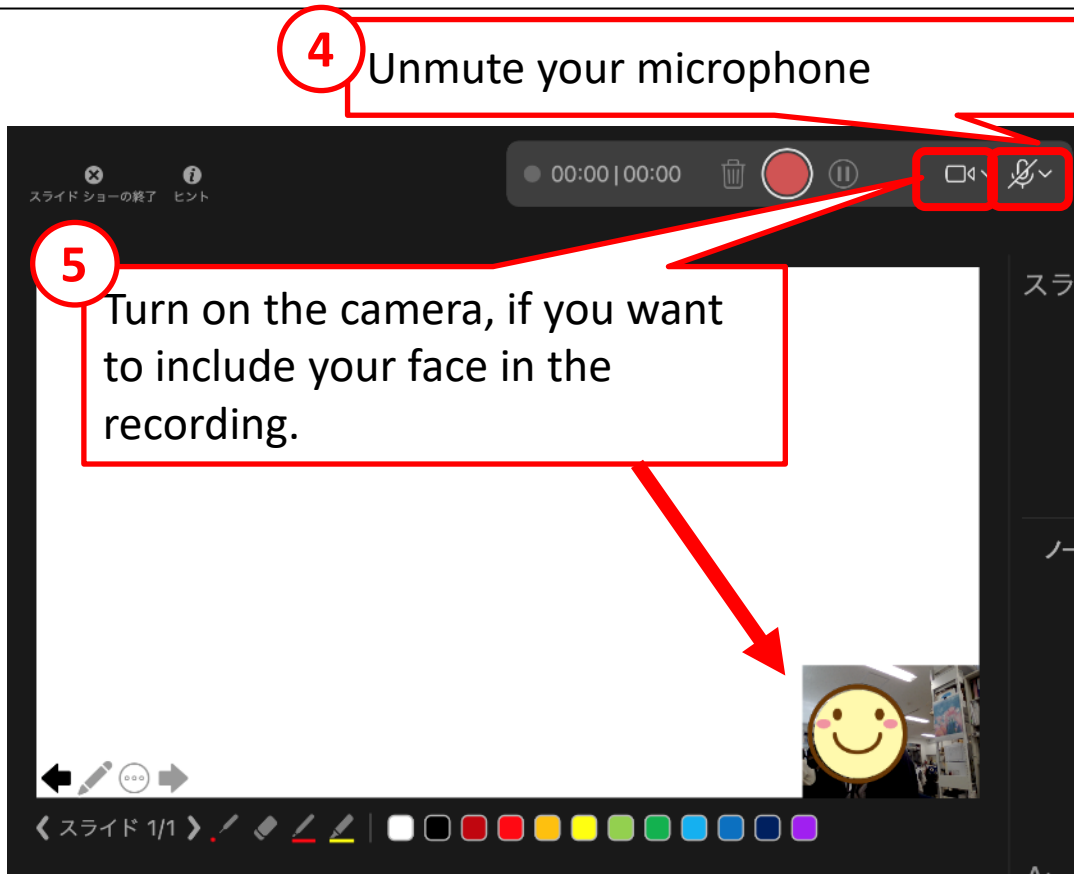 4
Unmute your microphone
00:00|00:00
スライド ショーの終了 ヒント
5
Turn on the camera, if you want
to include your face in the
recording.
スラ
ノー
スライド 1/1